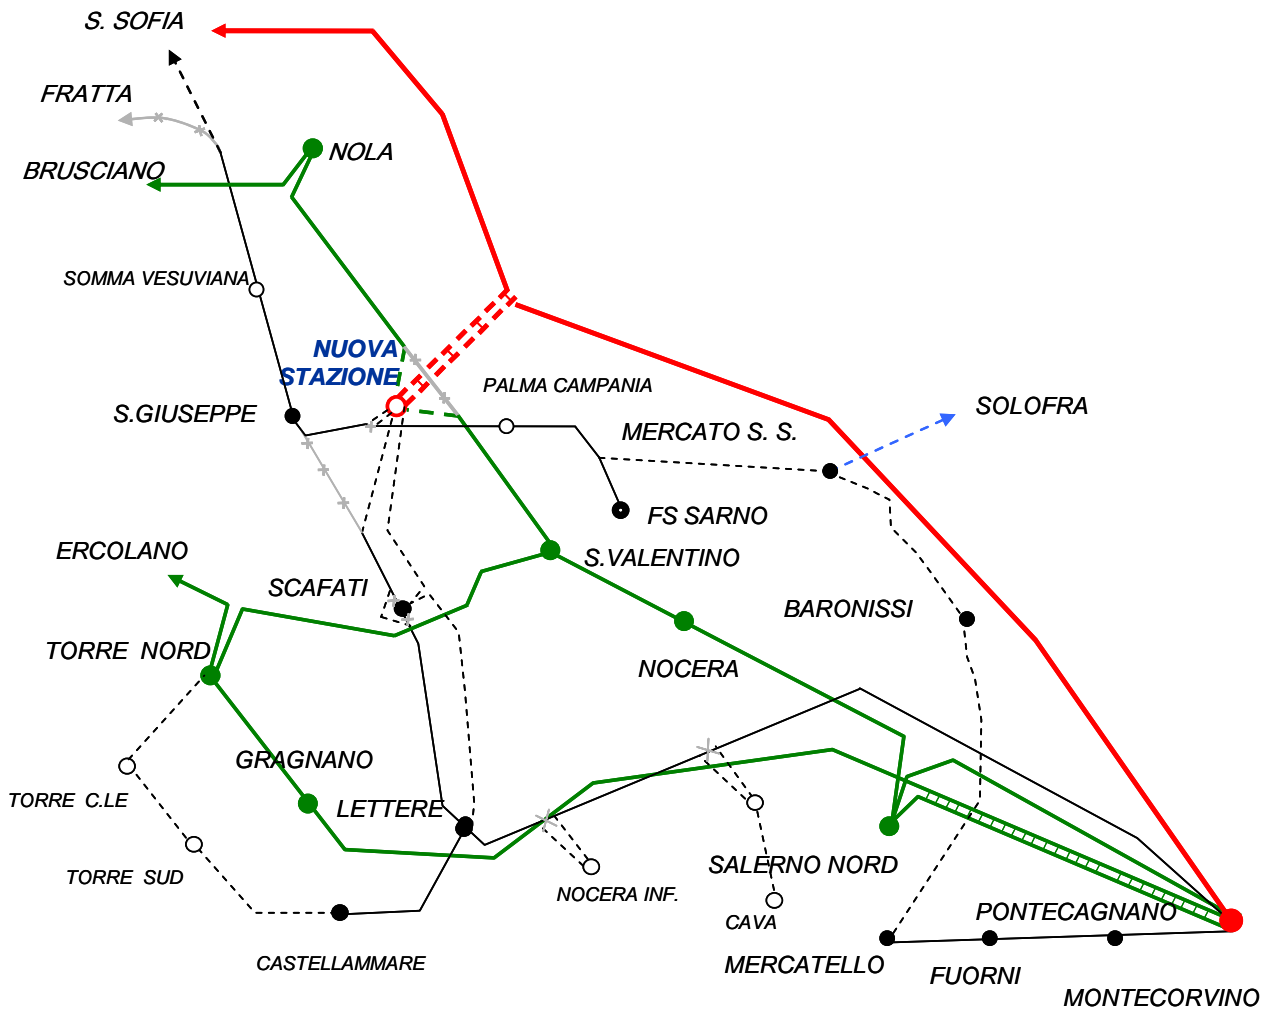 S. SOFIA
FRATTA
NOLA
BRUSCIANO
SOMMA VESUVIANA
NUOVA
STAZIONE
PALMA CAMPANIA
S.GIUSEPPE
SOLOFRA
MERCATO S. S.
FS SARNO
ERCOLANO
S.VALENTINO
SCAFATI
BARONISSI
TORRE NORD
NOCERA
GRAGNANO
TORRE C.LE
LETTERE
SALERNO NORD
TORRE SUD
NOCERA INF.
PONTECAGNANO
CAVA
CASTELLAMMARE
MERCATELLO
FUORNI
MONTECORVINO